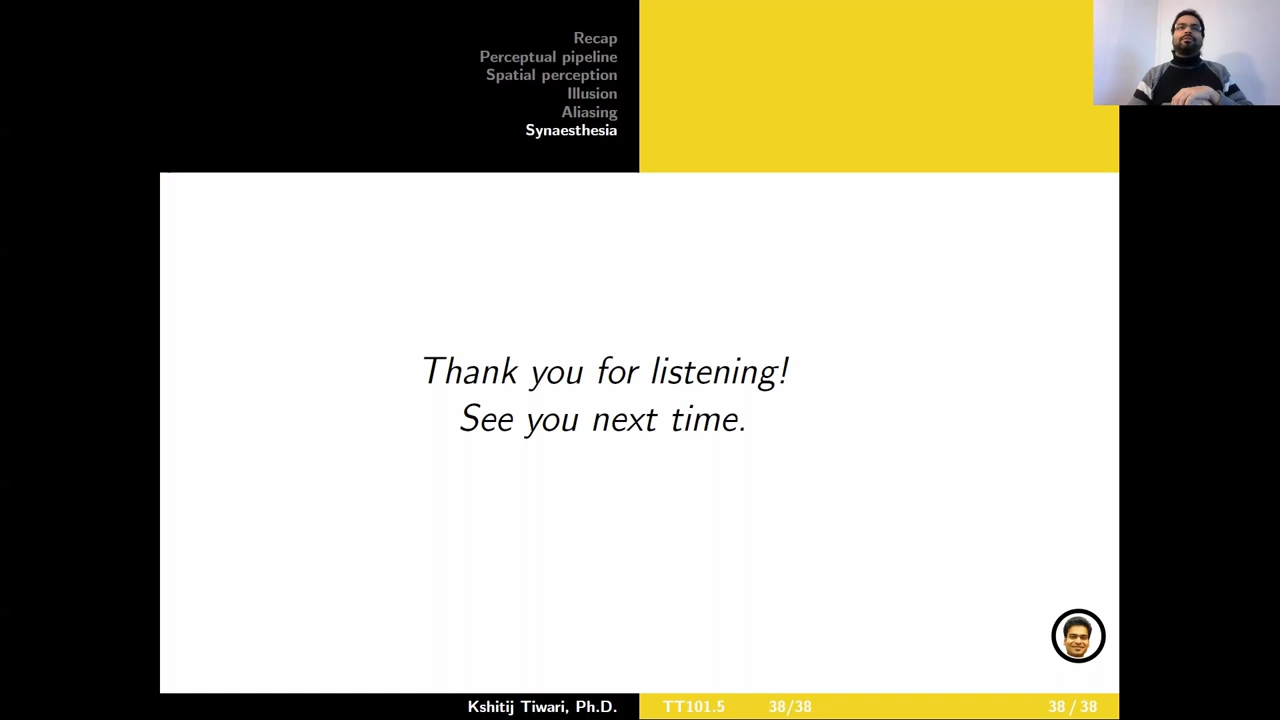 Recap
Perceptual pipeline
Spatial perception
Illusion
Aliasing
Synaesthesia
Thank you for listening!
See you next time.
Kshitij Tiwari, Ph.D. TT101.5 38/38 38 / 38